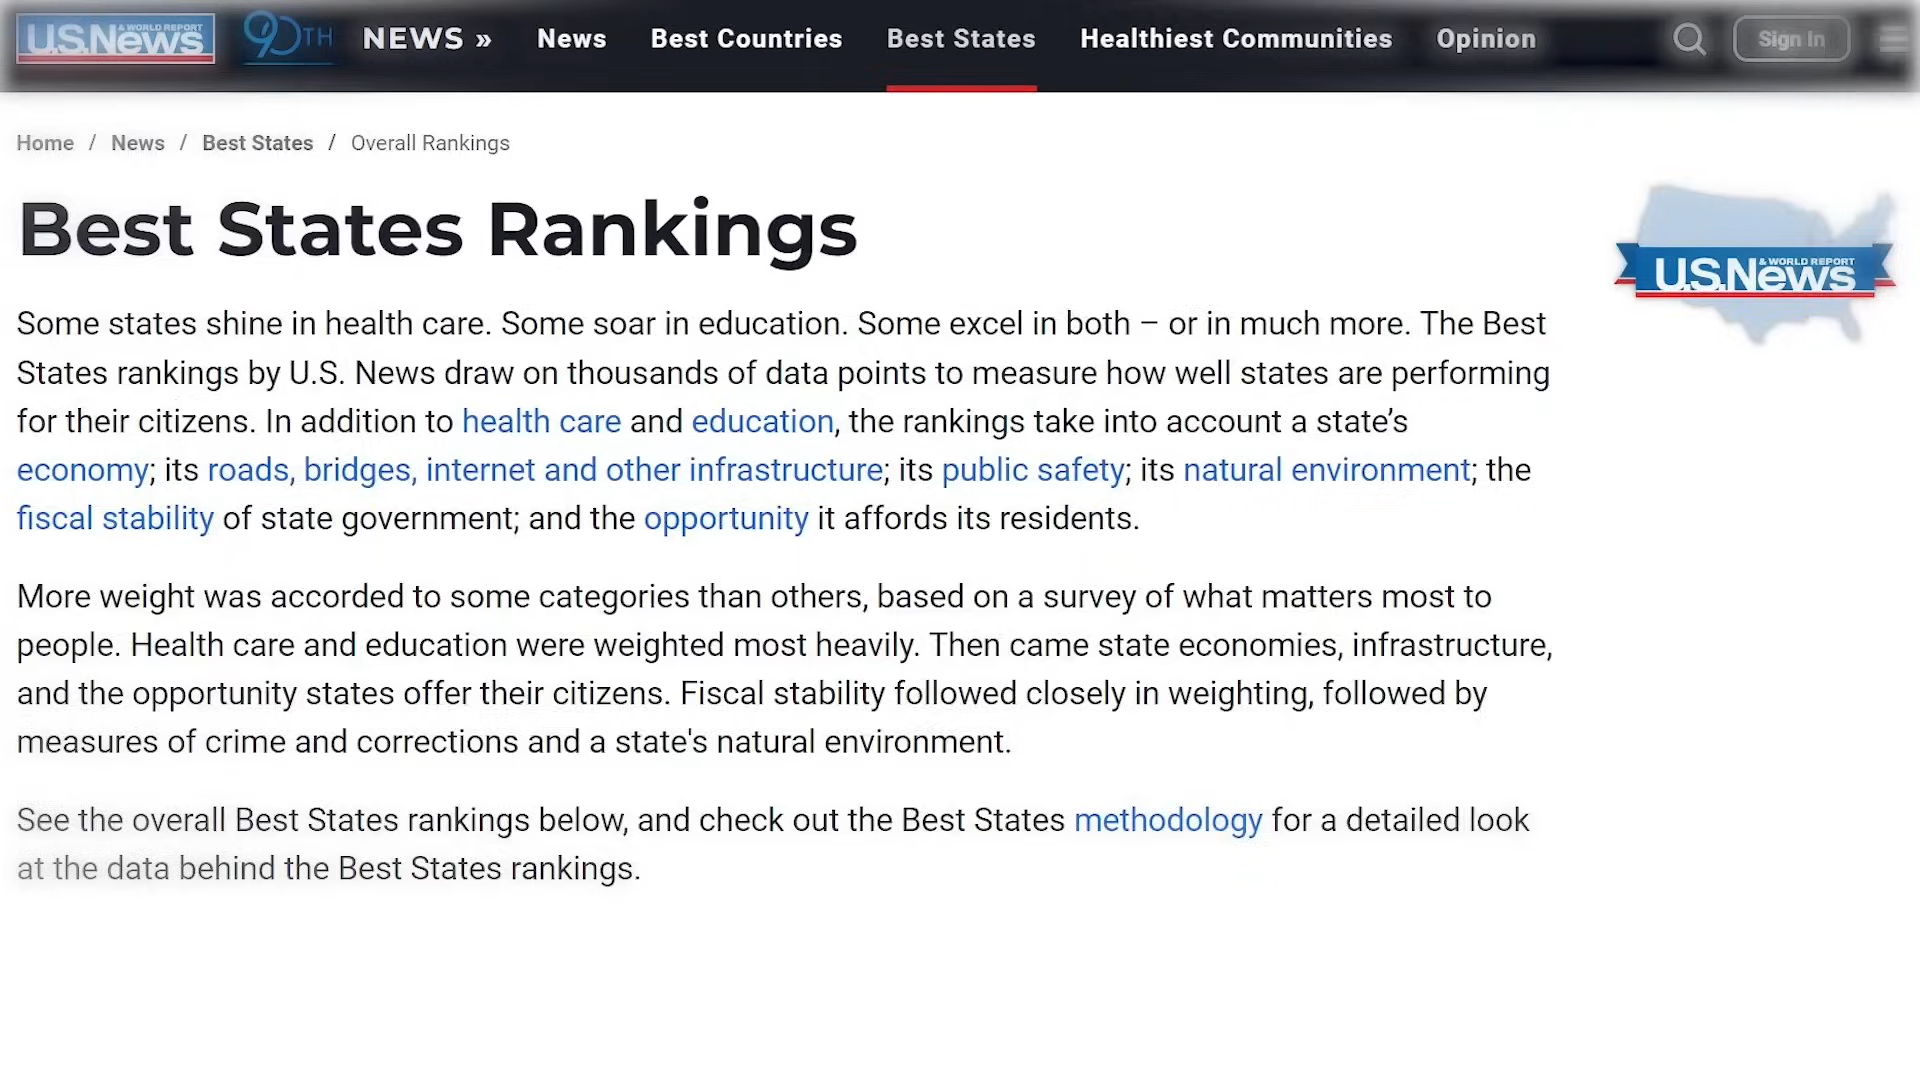 U.S.News & WORLD REPORT 90TH NEWS » News Best Countries Best States Healthiest Communities Opinion Sign In
Home / News / Best States / Overall Rankings
Best States Rankings
U.S.News & WORLD REPORT
Some states shine in health care. Some soar in education. Some excel in both – or in much more. The Best
States rankings by U.S. News draw on thousands of data points to measure how well states are performing
for their citizens. In addition to health care and education, the rankings take into account a state’s
economy; its roads, bridges, internet and other infrastructure; its public safety; its natural environment; the
fiscal stability of state government; and the opportunity it affords its residents.
More weight was accorded to some categories than others, based on a survey of what matters most to
people. Health care and education were weighted most heavily. Then came state economies, infrastructure,
and the opportunity states offer their citizens. Fiscal stability followed closely in weighting, followed by
measures of crime and corrections and a state's natural environment.
See the overall Best States rankings below, and check out the Best States methodology for a detailed look
at the data behind the Best States rankings.